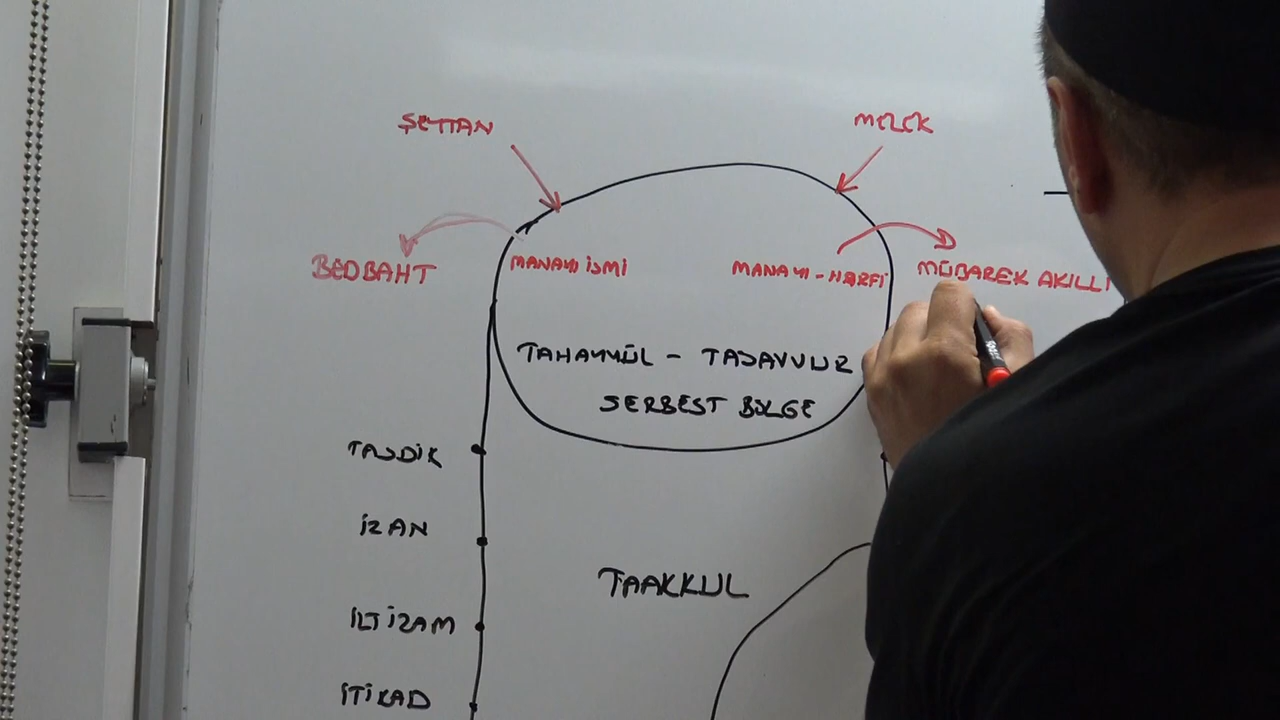 ŞEYTAN
MELEK
BEDBAHT
MANAYI İSMİ
MANAYI-HARFİ
MÜBAREK AKILLI
TAHAYYÜL - TASAVVUR
SERBEST BÖLGE
TASDİK
İZAN
TAAKKUL
İLTİZAM
İTİKAD